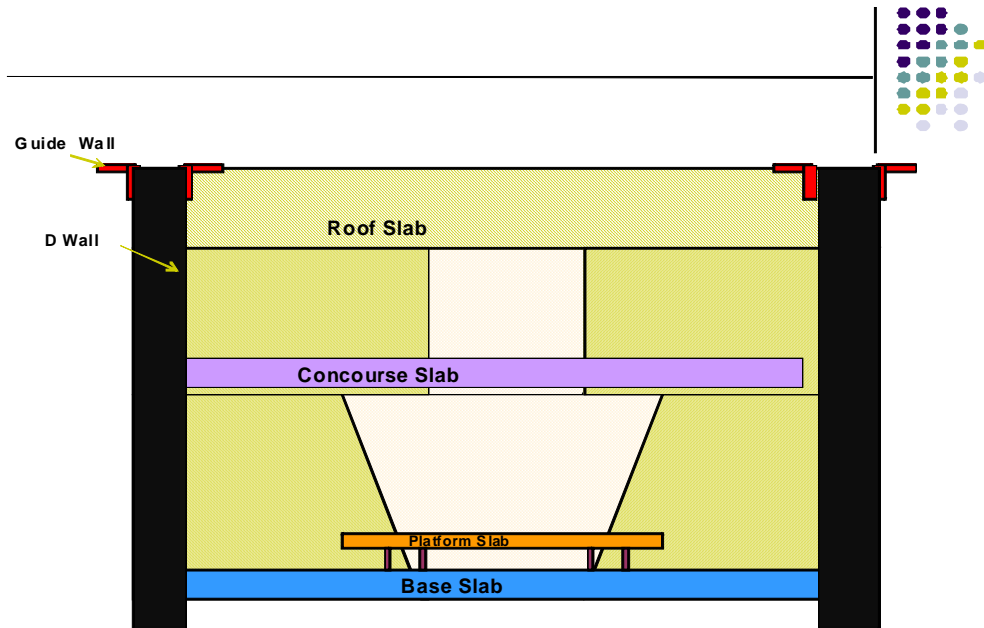 Guide Wall
Roof Slab
D Wall
Concourse Slab
Platform Slab
Base Slab